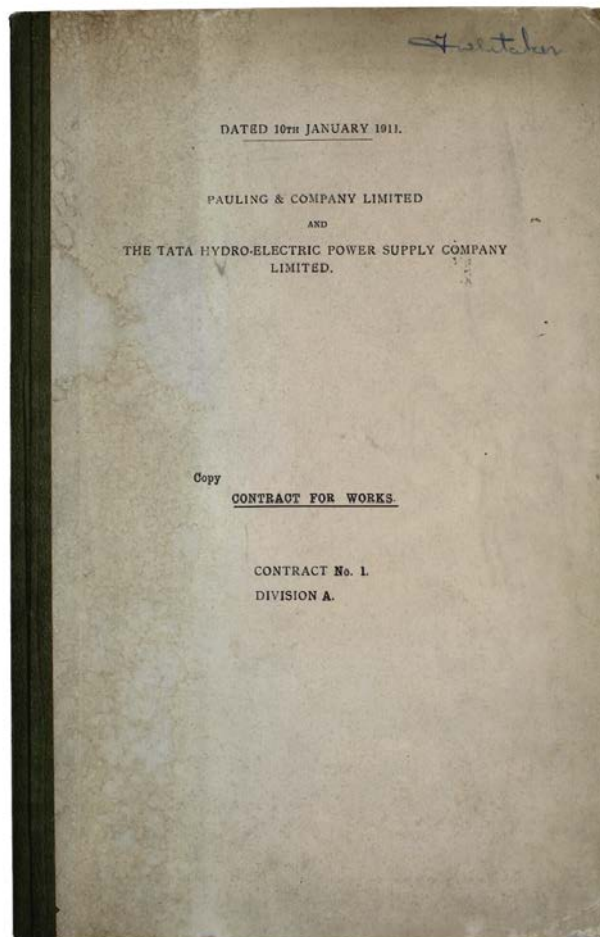 DATED 10TH JANUARY 1911.
PAULING & COMPANY LIMITED
AND
THE TATA HYDRO-ELECTRIC POWER SUPPLY COMPANY
LIMITED.
Copy
CONTRACT FOR WORKS.
CONTRACT No. 1.
DIVISION A.